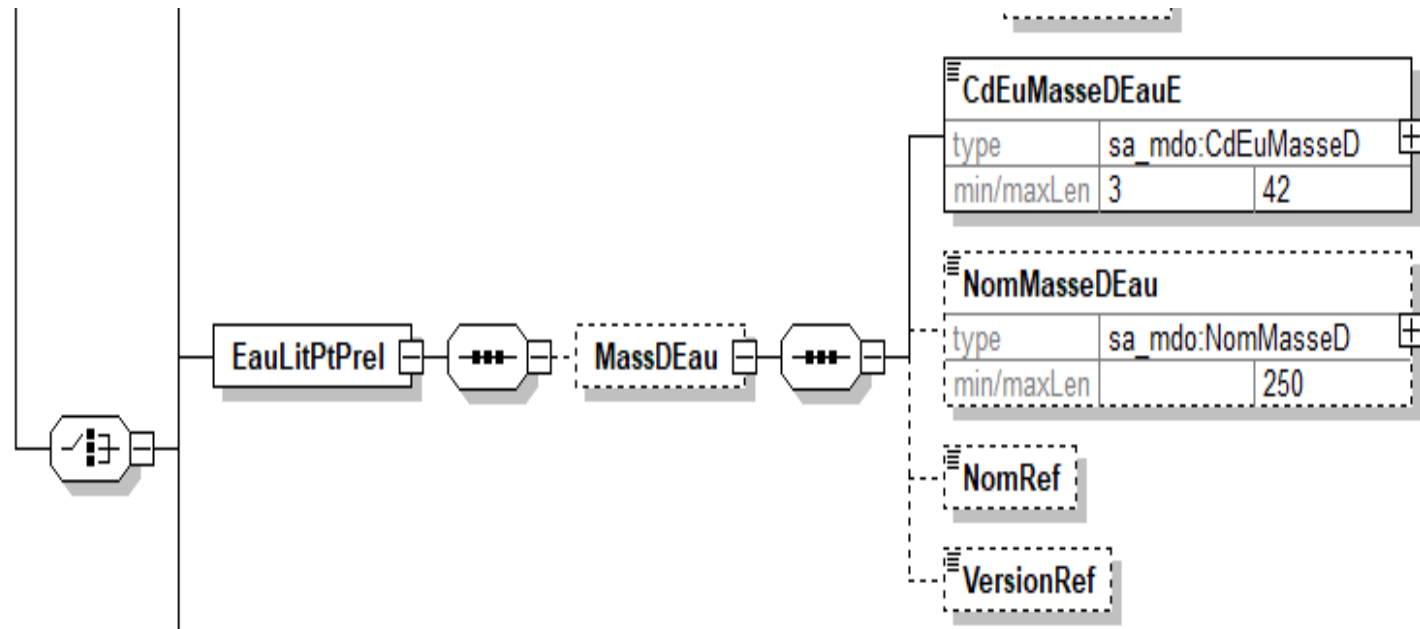 CdEuMasseDEauE
type sa_mdo:CdEuMasseD
min/maxLen 3 42
NomMasseDEau
type sa_mdo:NomMasseD
min/maxLen 250
EauLitPtPrel MassDEau
NomRef
VersionRef